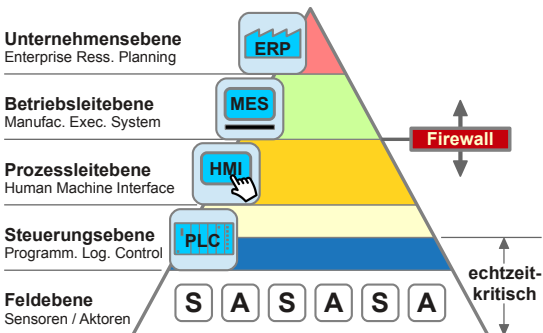 Unternehmensebene
Enterprise Ress. Planning
ERP
Betriebsleitebene
Manufac. Exec. System
MES
Firewall
Prozessleitebene
Human Machine Interface
HMI
Steuerungsebene
Programm. Log. Control
PLC
echtzeit-
kritisch
Feldebene
Sensoren / Aktoren
S A S A S A